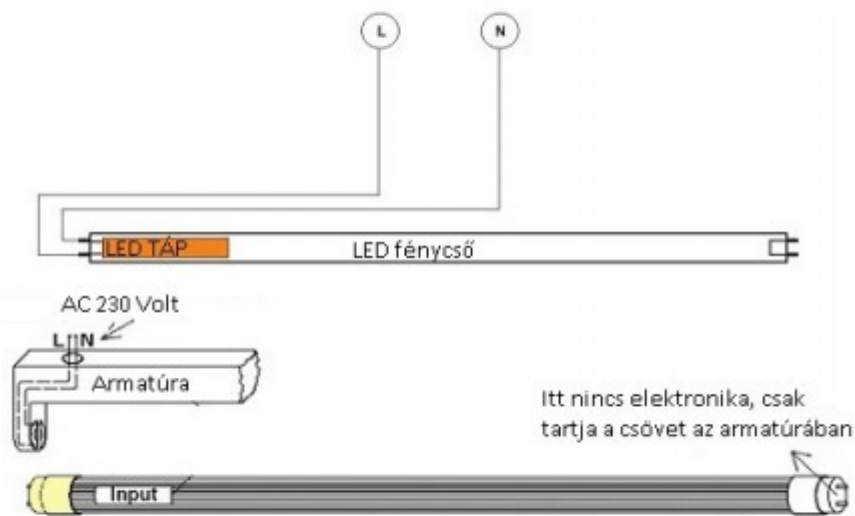 L
N
LED TÁP
LED fénycső
AC 230 Volt
L N
Armatúra
Itt nincs elektronika, csak
tartja a csövet az armatúrában
Input